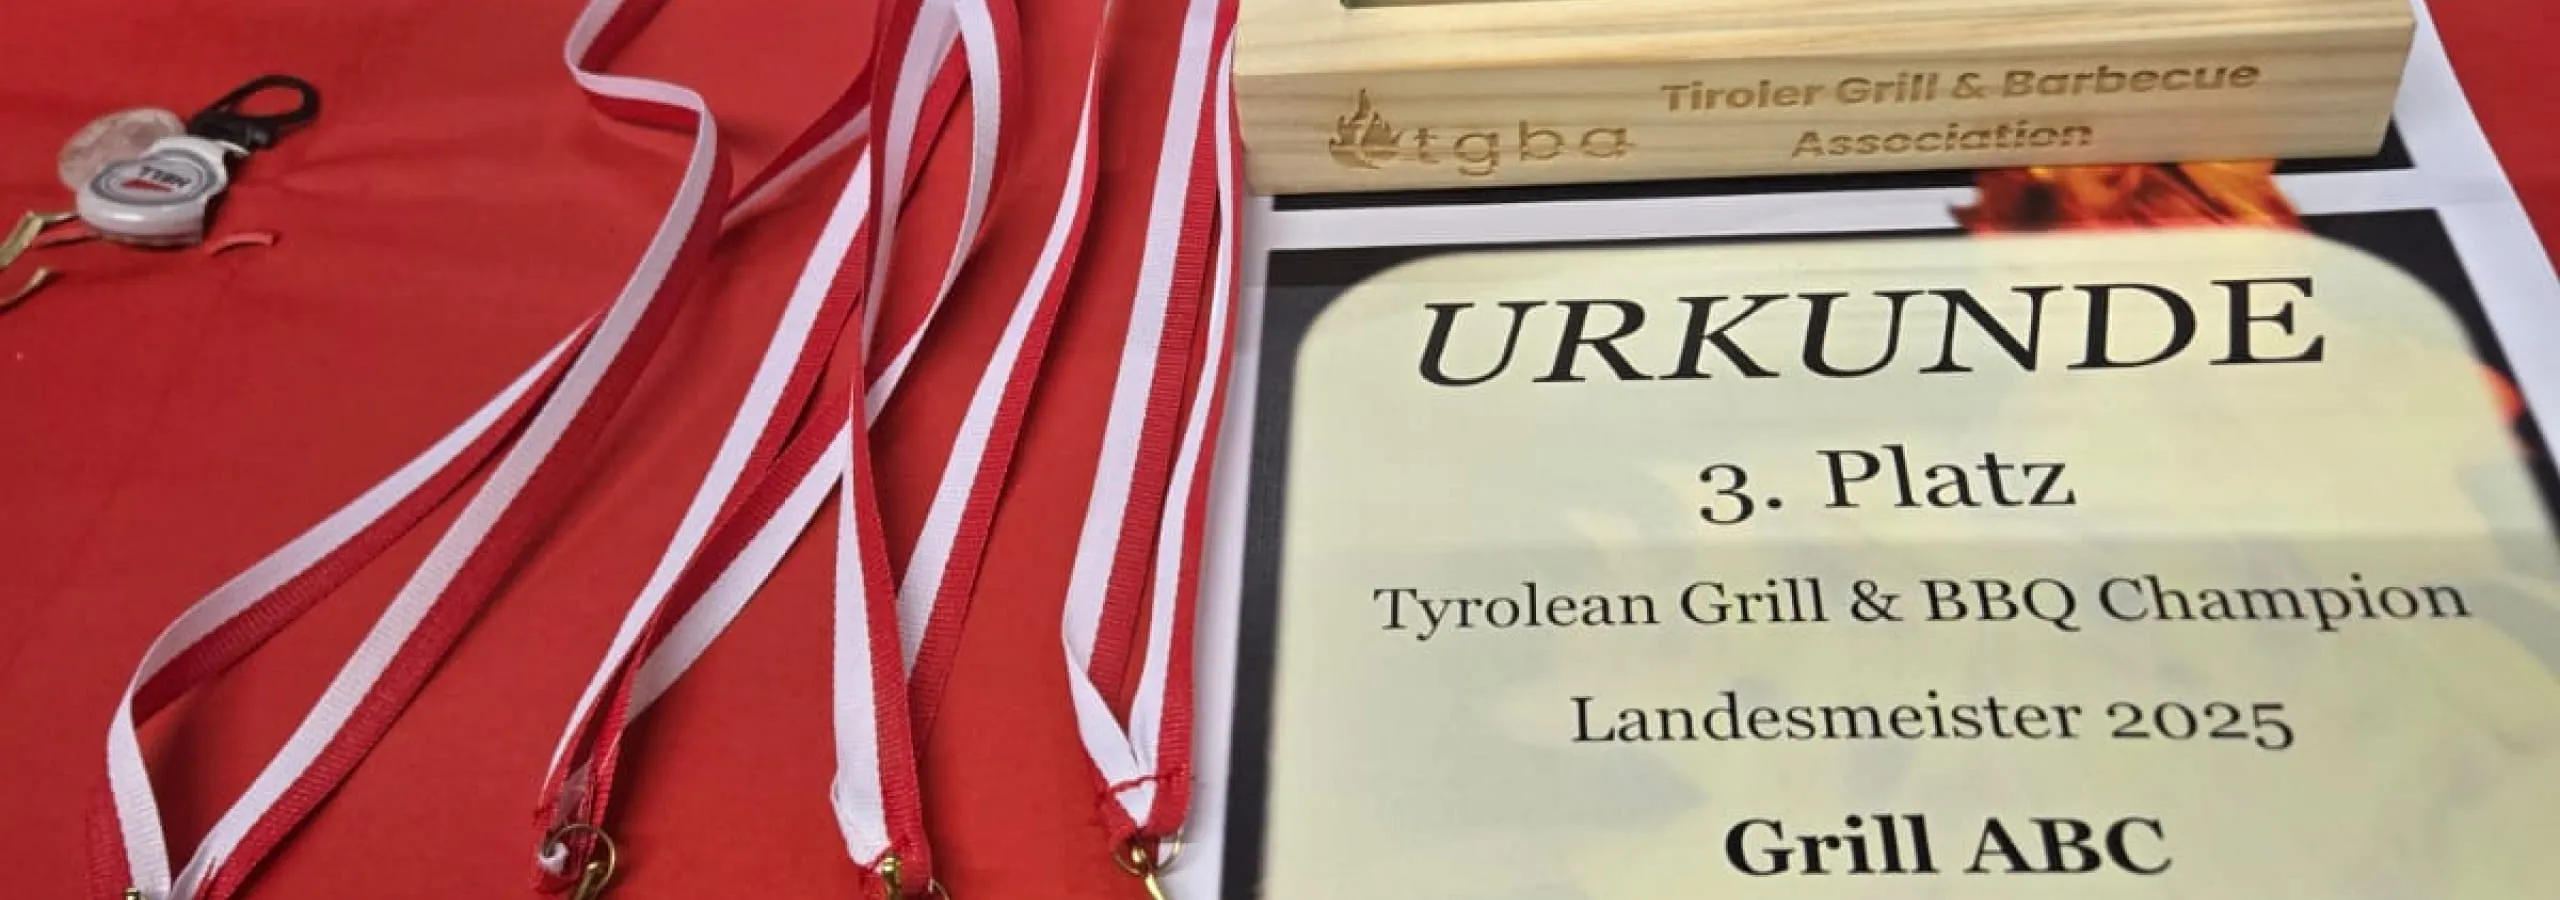 tgba
Tiroler Grill & Barbecue
Association
URKUNDE
3. Platz
Tyrolean Grill & BBQ Champion
Landesmeister 2025
Grill ABC